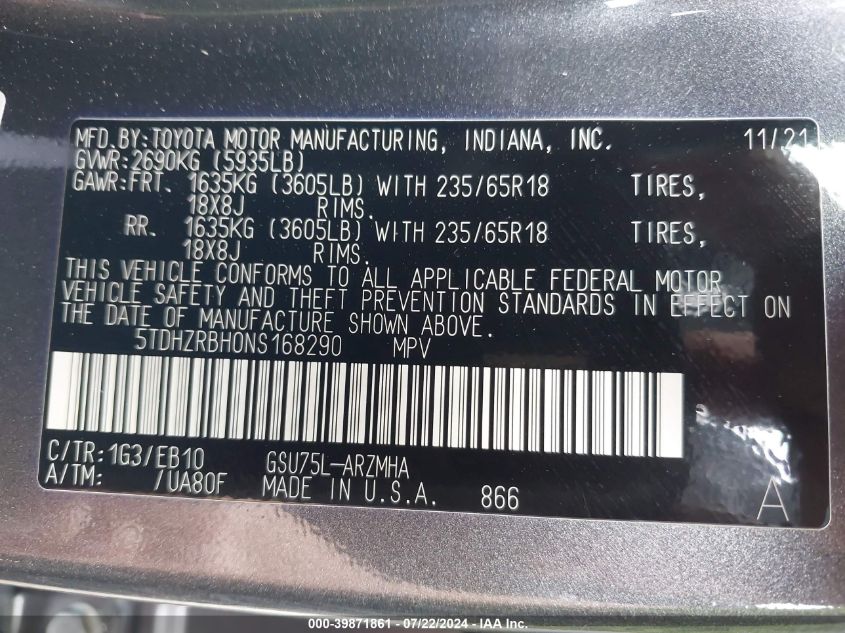 MFD.BY:TOYOTA MOTOR MANUFACTURING, INDIANA, INC. 11/21
GVWR:2690KG (5935LB)
GAWR:FRT. 1635KG (3605LB) WITH 235/65R18 TIRES,
18X8J RIMS.
RR. 1635KG (3605LB) WITH 235/65R18 TIRES,
18X8J RIMS.
THIS VEHICLE CONFORMS TO ALL APPLICABLE FEDERAL MOTOR
VEHICLE SAFETY AND THEFT PREVENTION STANDARDS IN EFFECT ON
THE DATE OF MANUFACTURE SHOWN ABOVE.
5TDHZRBH0NS168290 MPV
C/TR: 1G3/EB10 GSU75L-ARZMHA
A/TM: /UA80F MADE IN U.S.A. 866 A
000-39871861 - 07/22/2024 - IAA Inc.